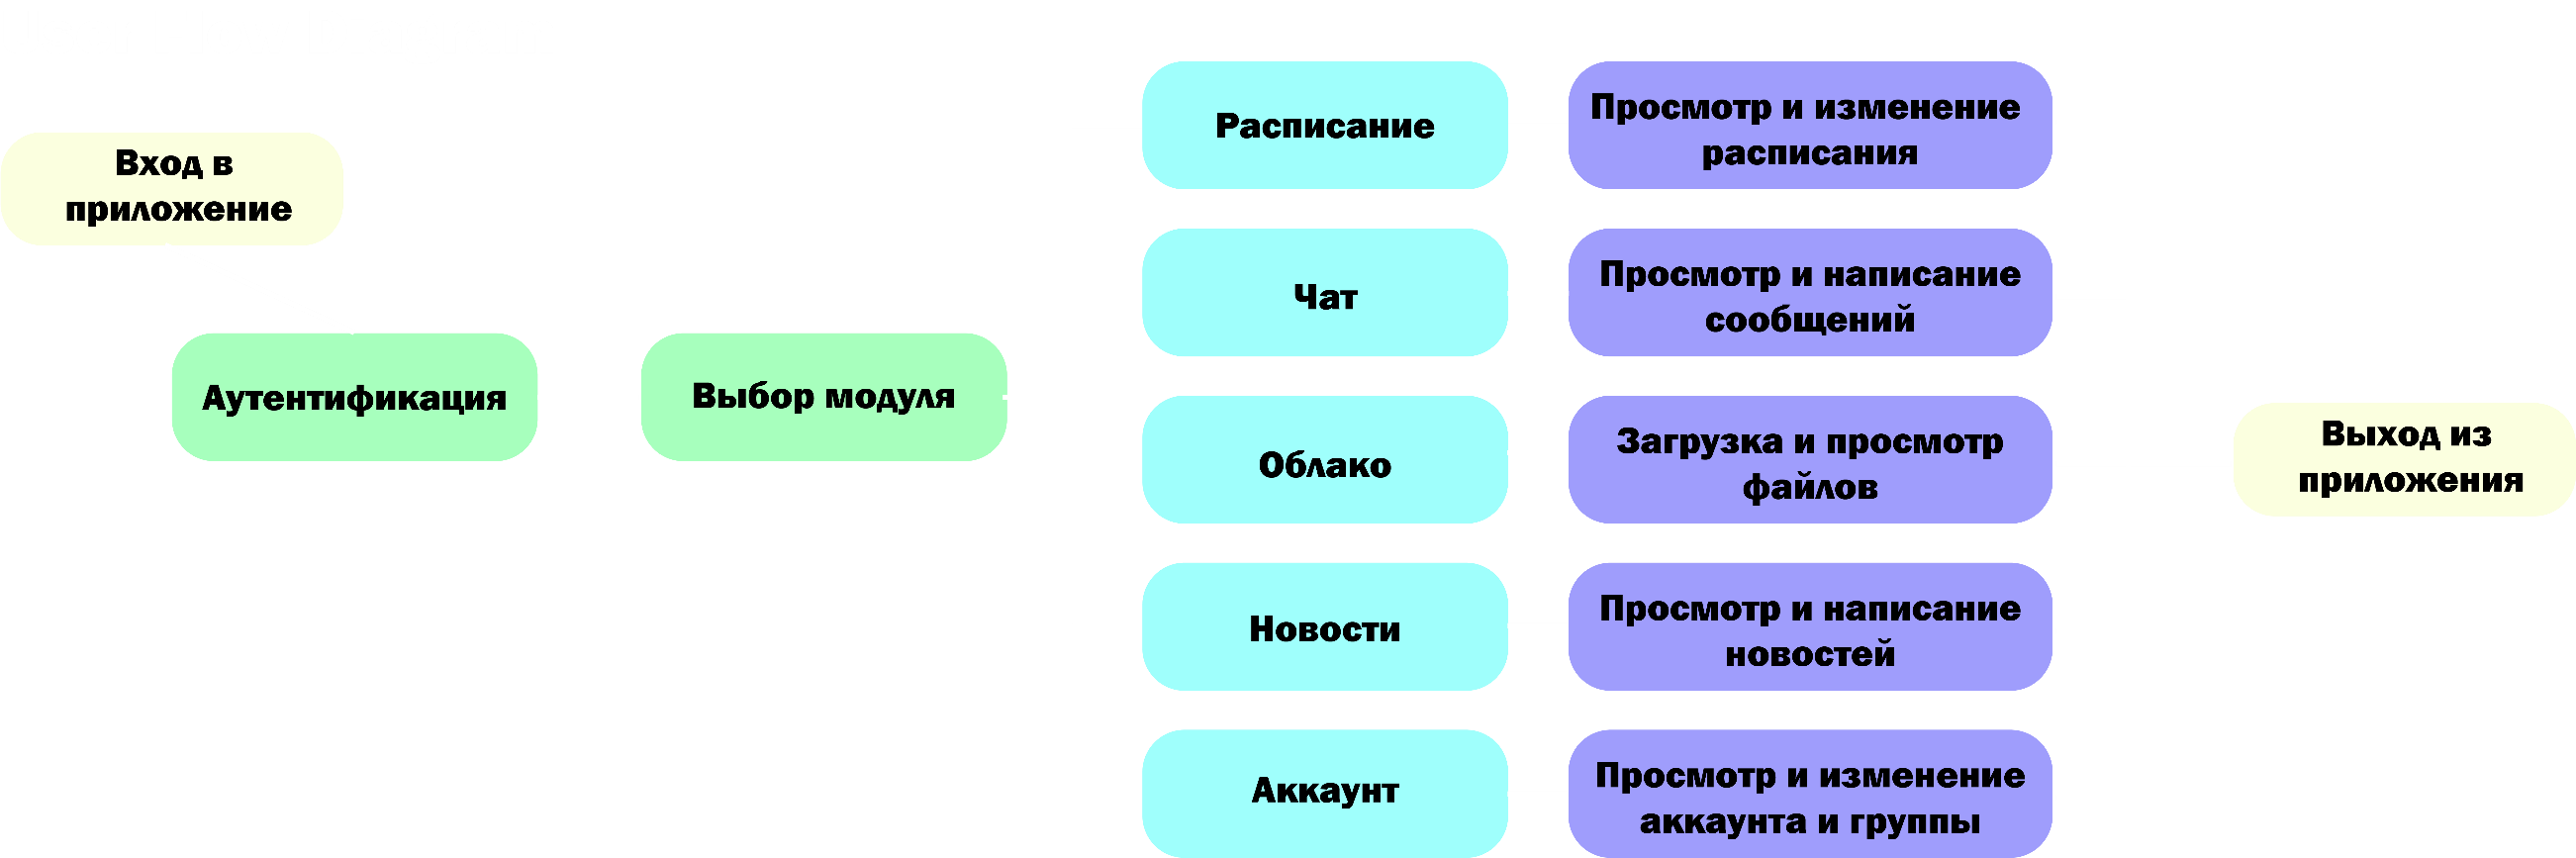 Вход в
приложение
Аутентификация
Выбор модуля
Расписание
Просмотр и изменение
расписания
Чат
Просмотр и написание
сообщений
Облако
Загрузка и просмотр
файлов
Новости
Просмотр и написание
новостей
Аккаунт
Просмотр и изменение
аккаунта и группы
Выход из
приложения